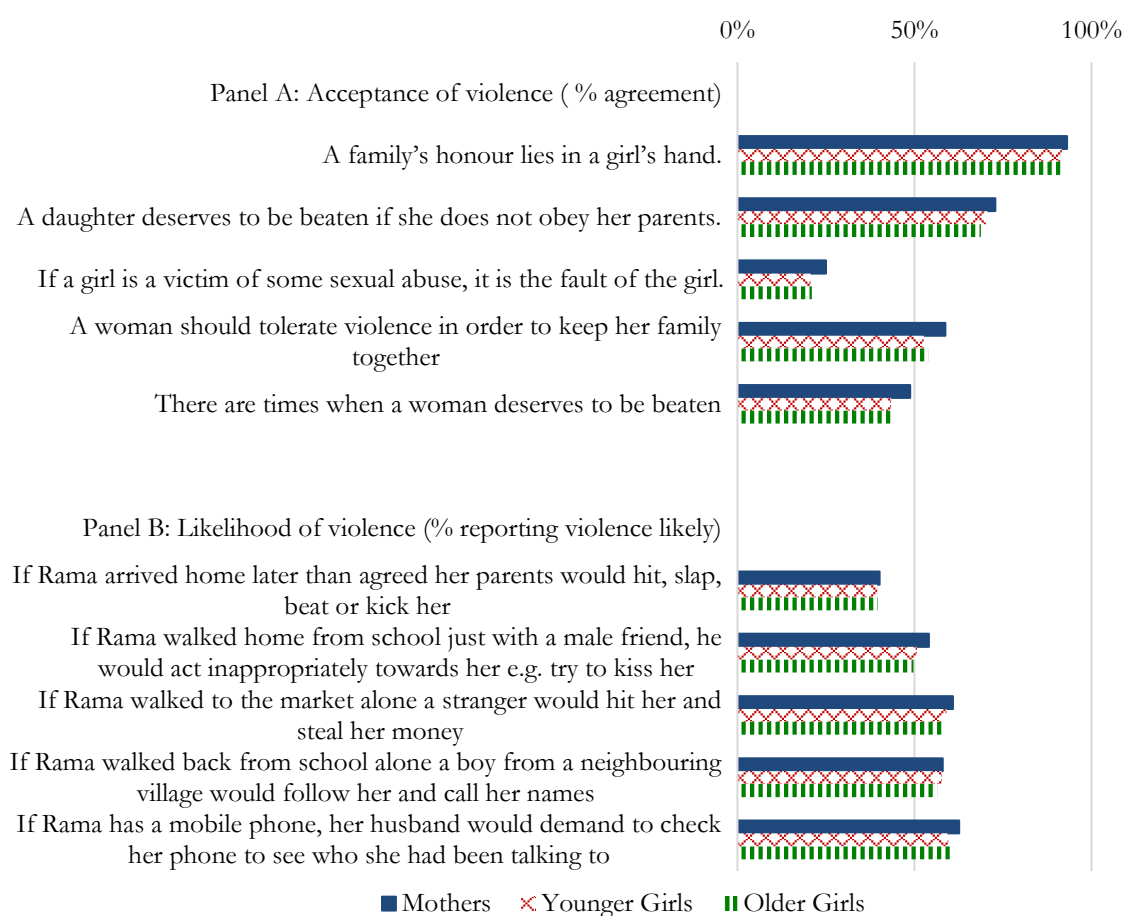 0% 50% 100%
Panel A: Acceptance of violence ( % agreement)
A family’s honour lies in a girl’s hand.
A daughter deserves to be beaten if she does not obey her parents.
If a girl is a victim of some sexual abuse, it is the fault of the girl.
A woman should tolerate violence in order to keep her family
together
There are times when a woman deserves to be beaten
Panel B: Likelihood of violence (% reporting violence likely)
If Rama arrived home later than agreed her parents would hit, slap,
beat or kick her
If Rama walked home from school just with a male friend, he
would act inappropriately towards her e.g. try to kiss her
If Rama walked to the market alone a stranger would hit her and
steal her money
If Rama walked back from school alone a boy from a neighbouring
village would follow her and call her names
If Rama has a mobile phone, her husband would demand to check
her phone to see who she had been talking to
Mothers Younger Girls Older Girls